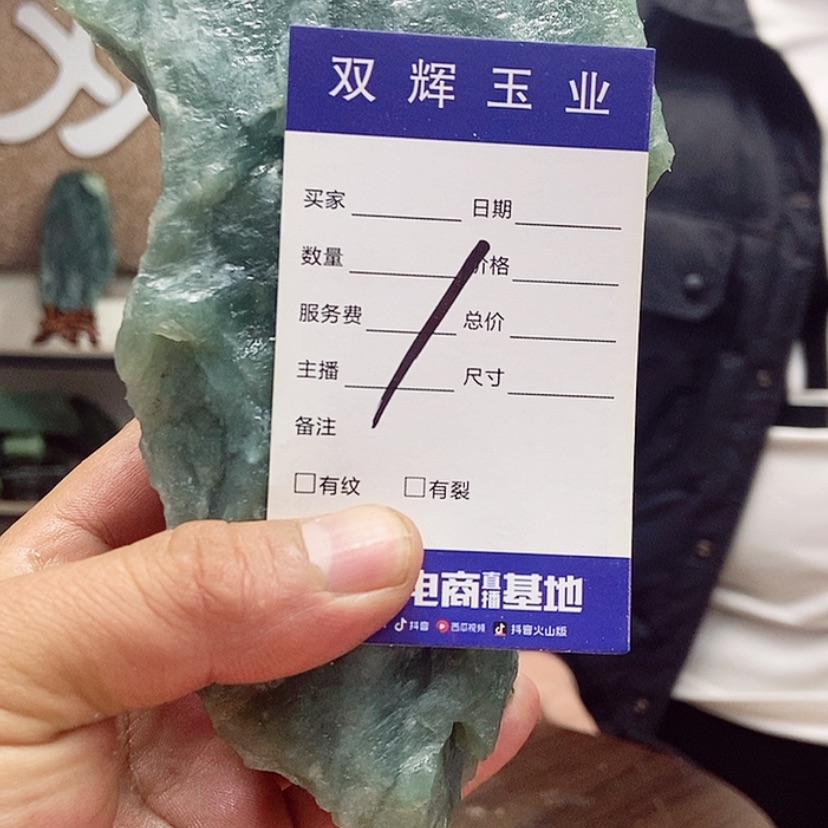 双辉玉业
买家 日期
数量 价格
服务费 总价
主播 尺寸
备注
□有纹 □有裂
电商直播基地
抖音 西瓜视频 抖音火山版